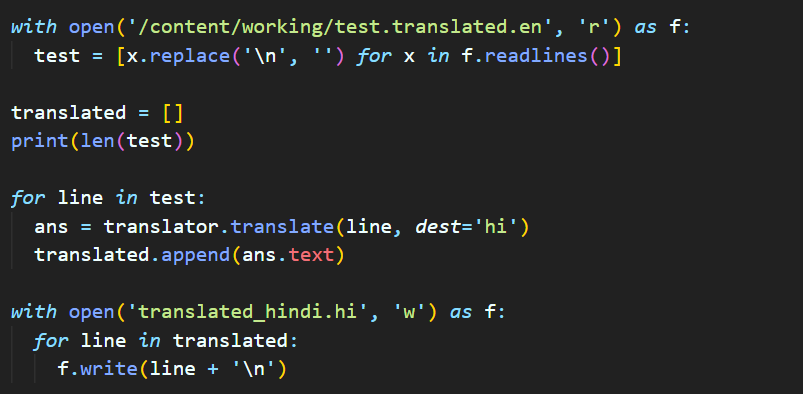 with open('/content/working/test.translated.en', 'r') as f:
  test = [x.replace('\n', '') for x in f.readlines()]

translated = []
print(len(test))

for line in test:
  ans = translator.translate(line, dest='hi')
  translated.append(ans.text)

with open('translated_hindi.hi', 'w') as f:
  for line in translated:
    f.write(line + '\n')